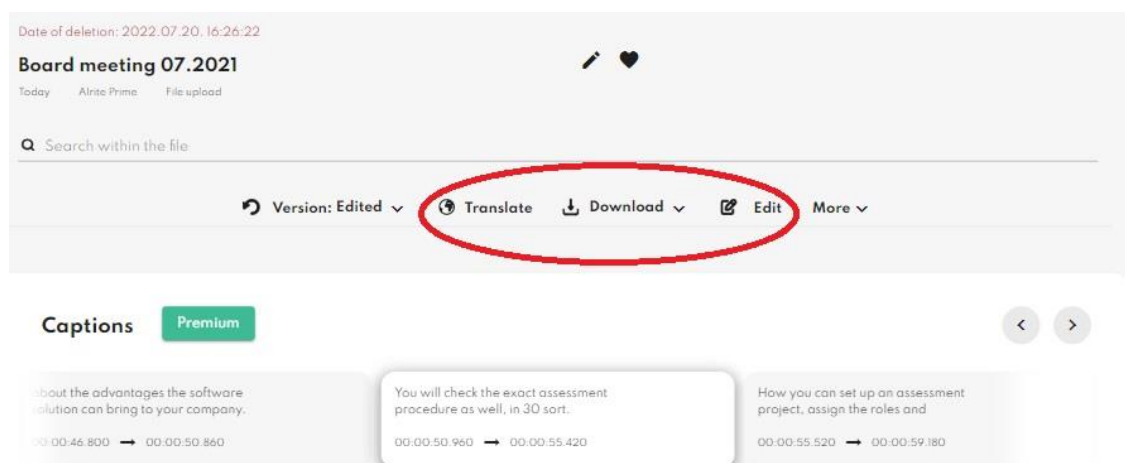 Date of deletion: 2022.07.20. 16:26:22
Board meeting 07.2021
Today Alrite Prime File upload
Search within the file
Version: Edited Translate Download Edit More
Captions Premium
about the advantages the software
solution can bring to your company.
00:00:46.800 → 00:00:50.860
You will check the exact assessment
procedure as well, in 30 sort.
00:00:50.960 → 00:00:55.420
How you can set up an assessment
project, assign the roles and
00:00:55.520 → 00:00:59.180